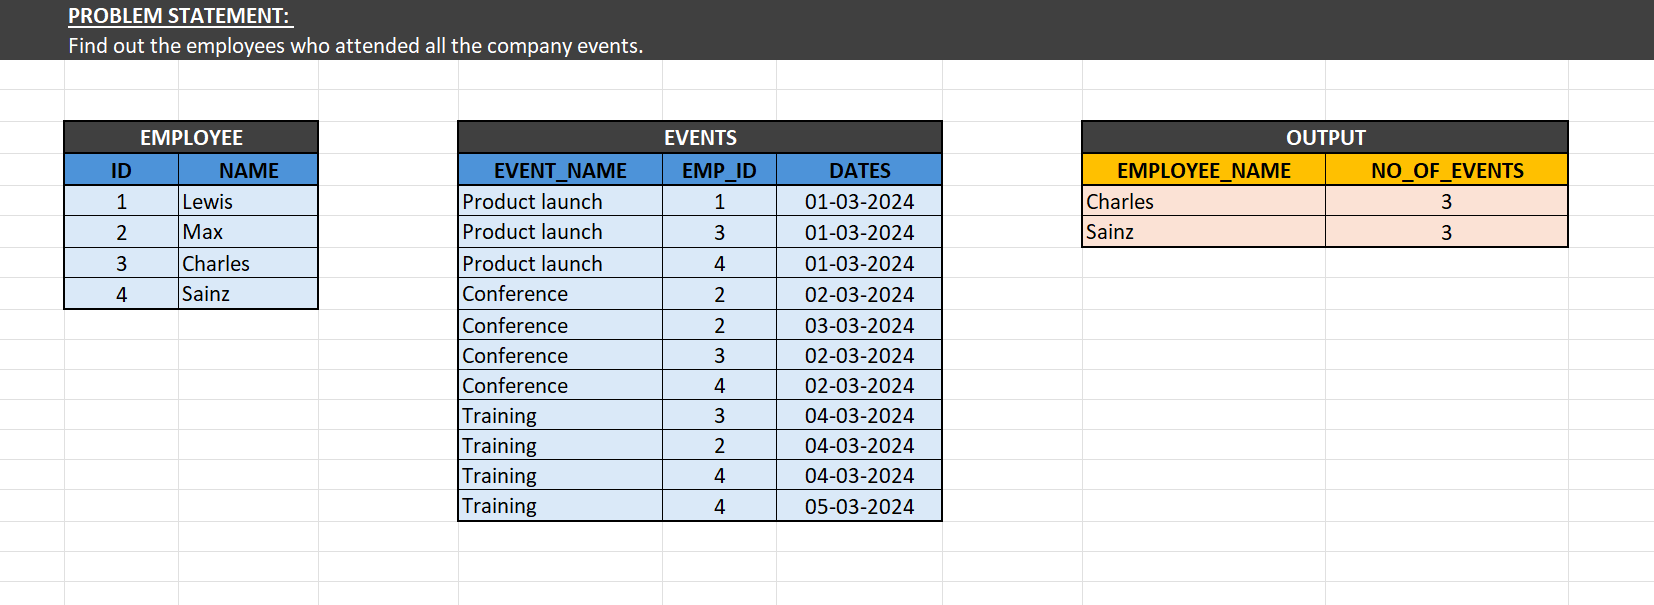 PROBLEM STATEMENT:
Find out the employees who attended all the company events.
EMPLOYEE
ID NAME
1 Lewis
2 Max
3 Charles
4 Sainz
EVENTS
EVENT_NAME EMP_ID DATES
Product launch 1 01-03-2024
Product launch 3 01-03-2024
Product launch 4 01-03-2024
Conference 2 02-03-2024
Conference 2 03-03-2024
Conference 3 02-03-2024
Conference 4 02-03-2024
Training 3 04-03-2024
Training 2 04-03-2024
Training 4 04-03-2024
Training 4 05-03-2024
OUTPUT
EMPLOYEE_NAME NO_OF_EVENTS
Charles 3
Sainz 3